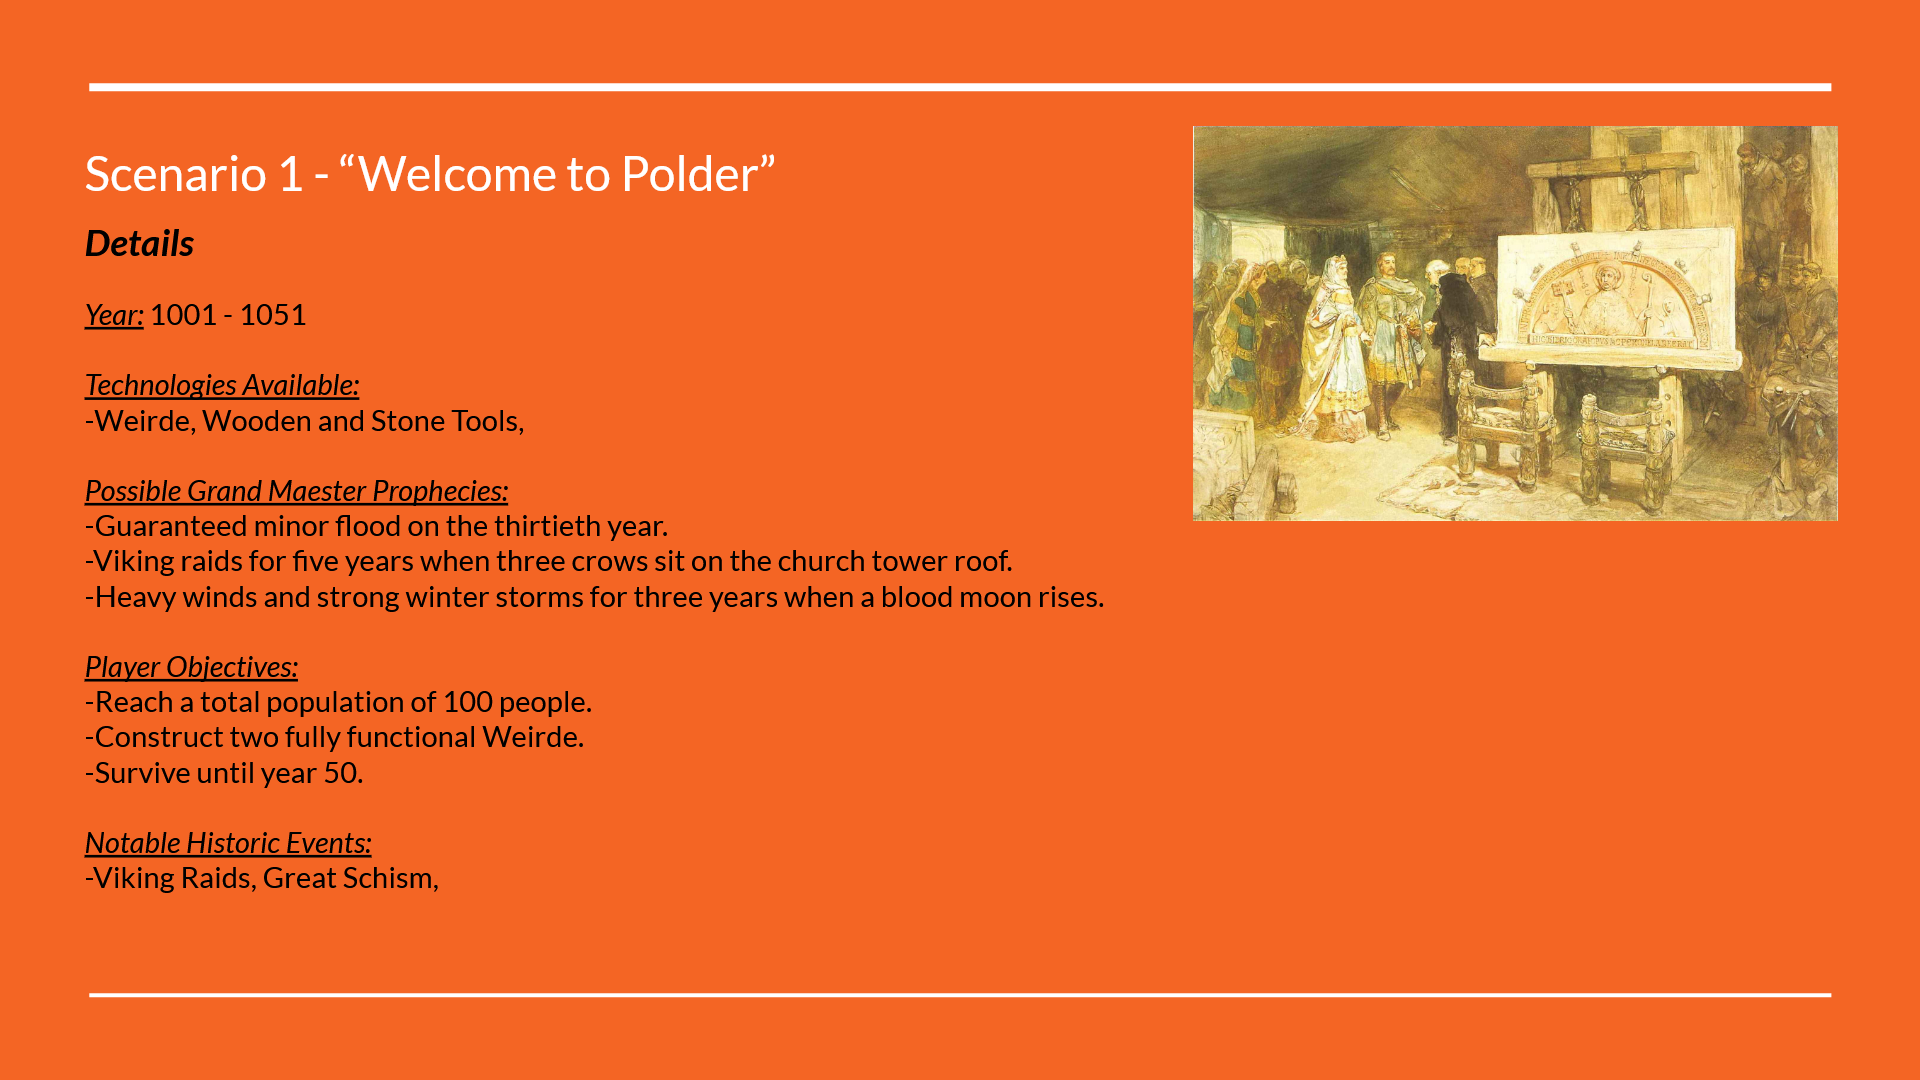 Scenario 1 - “Welcome to Polder”
Details
Year: 1001 - 1051
Technologies Available:
-Weirde, Wooden and Stone Tools,
Possible Grand Maester Prophecies:
-Guaranteed minor flood on the thirtieth year.
-Viking raids for five years when three crows sit on the church tower roof.
-Heavy winds and strong winter storms for three years when a blood moon rises.
Player Objectives:
-Reach a total population of 100 people.
-Construct two fully functional Weirde.
-Survive until year 50.
Notable Historic Events:
-Viking Raids, Great Schism,